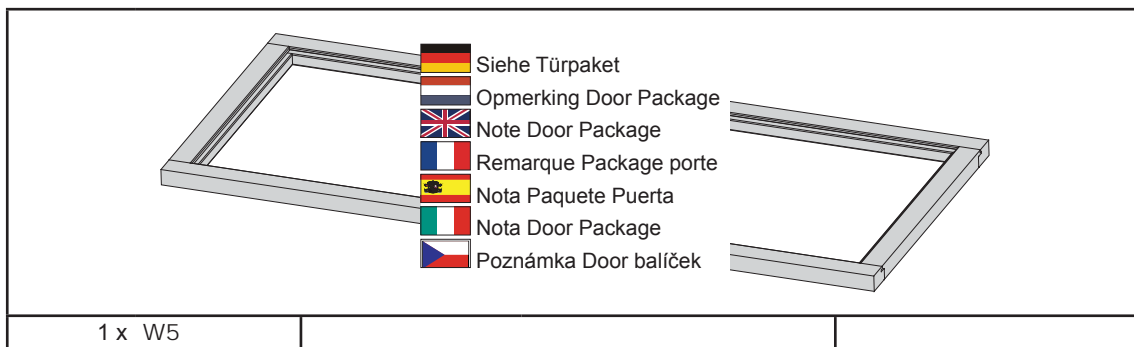 Siehe Türpaket
Opmerking Door Package
Note Door Package
Remarque Package porte
Nota Paquete Puerta
Nota Door Package
Poznámka Door balíček
1 x W5